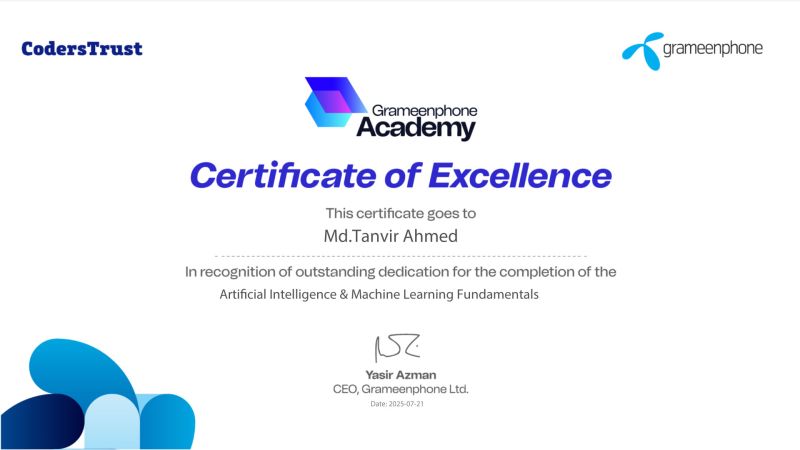 CodersTrust
grameenphone
Grameenphone
Academy
Certificate of Excellence
This certificate goes to
Md.Tanvir Ahmed
In recognition of outstanding dedication for the completion of the
Artificial Intelligence & Machine Learning Fundamentals
Yasir Azman
CEO, Grameenphone Ltd.
Date: 2025-07-21